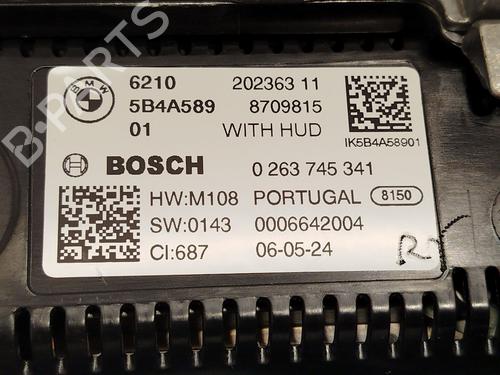 BMW
6210 202363 11
5B4A589 8709815
01 WITH HUD
IK5B4A58901
BOSCH 0 263 745 341
HW:M108 PORTUGAL 8150
SW:0143 0006642004
CI:687 06-05-24
B-PARTS